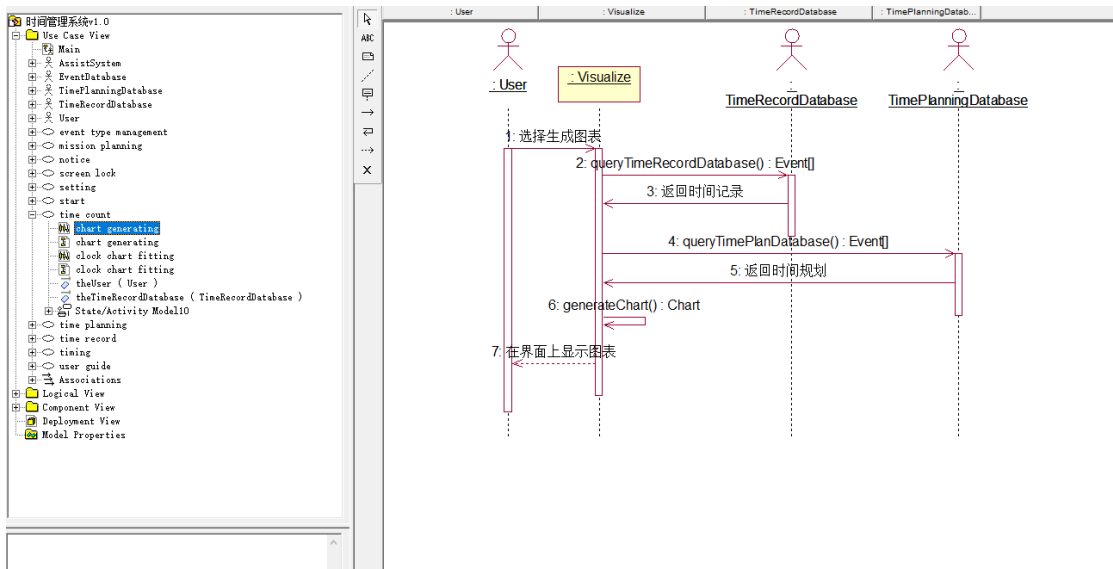 时间管理系统v1.0
Use Case View
Main
AssistSystem
EventDatabase
TimePlanningDatabase
TimeRecordDatabase
User
event type management
mission planning
notice
screen lock
setting
start
time count
chart generating
chart generating
clock chart fitting
clock chart fitting
theUser ( User )
theTimeRecordDatabase ( TimeRecordDatabase )
State/Activity Model10
time planning
time record
timing
user guide
Associations
Logical View
Component View
Deployment View
Model Properties
ABC
: User
: Visualize
: TimeRecordDatabase
: TimePlanningDatab...
: User
: Visualize
:
TimeRecordDatabase
:
TimePlanningDatabase
1: 选择生成图表
2: queryTimeRecordDatabase() : Event[]
3: 返回时间记录
4: queryTimePlanDatabase() : Event[]
5: 返回时间规划
6: generateChart() : Chart
7: 在界面上显示图表